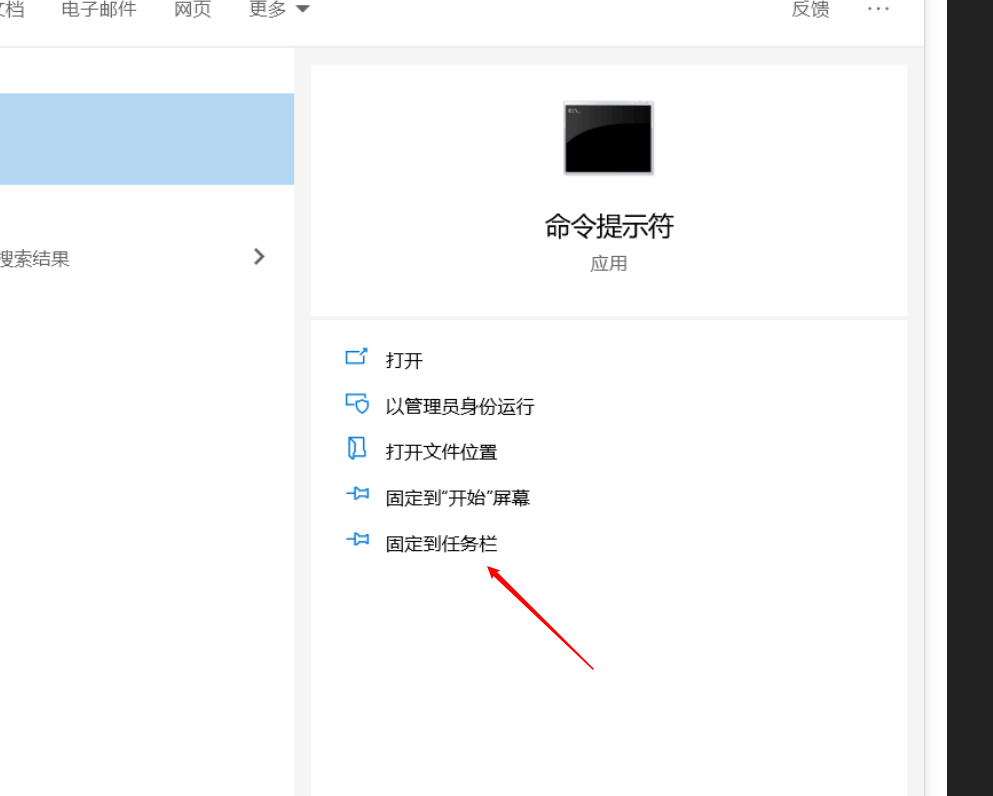 文档 电子邮件 网页 更多 反馈 ···
命令提示符
应用
搜索结果
打开
以管理员身份运行
打开文件位置
固定到“开始”屏幕
固定到任务栏